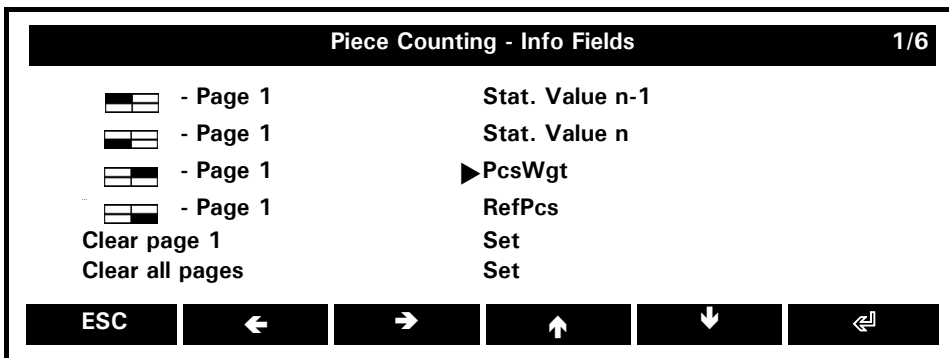 Piece Counting - Info Fields 1/6
- Page 1 Stat. Value n-1
- Page 1 Stat. Value n
- Page 1 ▶PcsWgt
- Page 1 RefPcs
Clear page 1 Set
Clear all pages Set
ESC ← → ↑ ↓ ↵